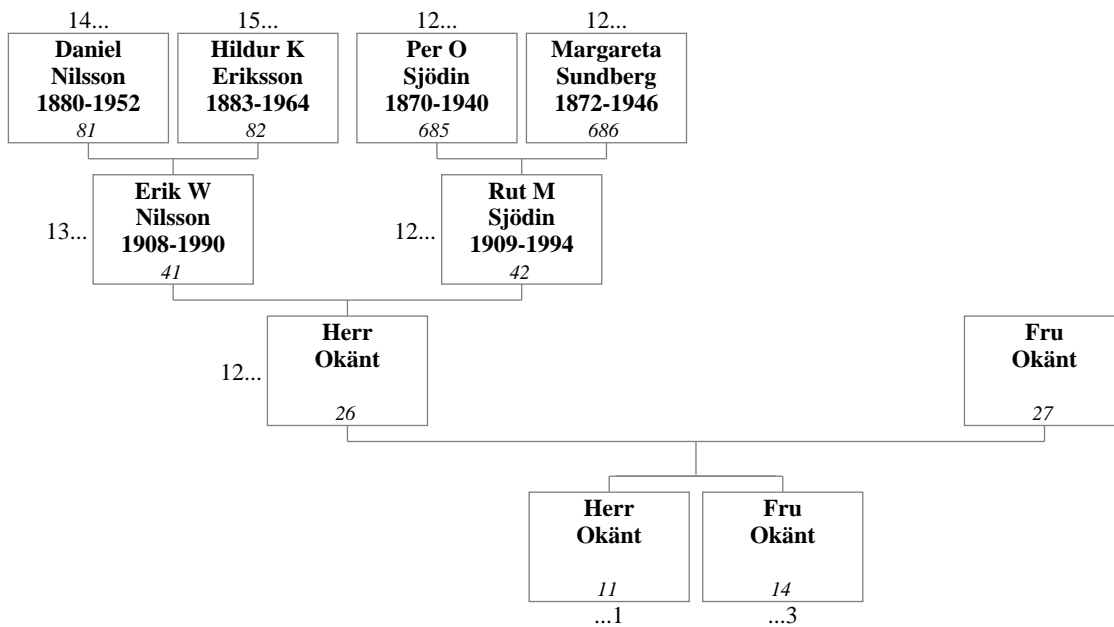 14... 15... 12... 12...
Daniel Nilsson 1880-1952 81
Hildur K Eriksson 1883-1964 82
Per O Sjödin 1870-1940 685
Margareta Sundberg 1872-1946 686
13...
Erik W
Nilsson
1908-1990
41
12...
Rut M
Sjödin
1909-1994
42
12...
Herr
Okänt
26
Fru
Okänt
27
Herr
Okänt
11
...1
Fru
Okänt
14
...3